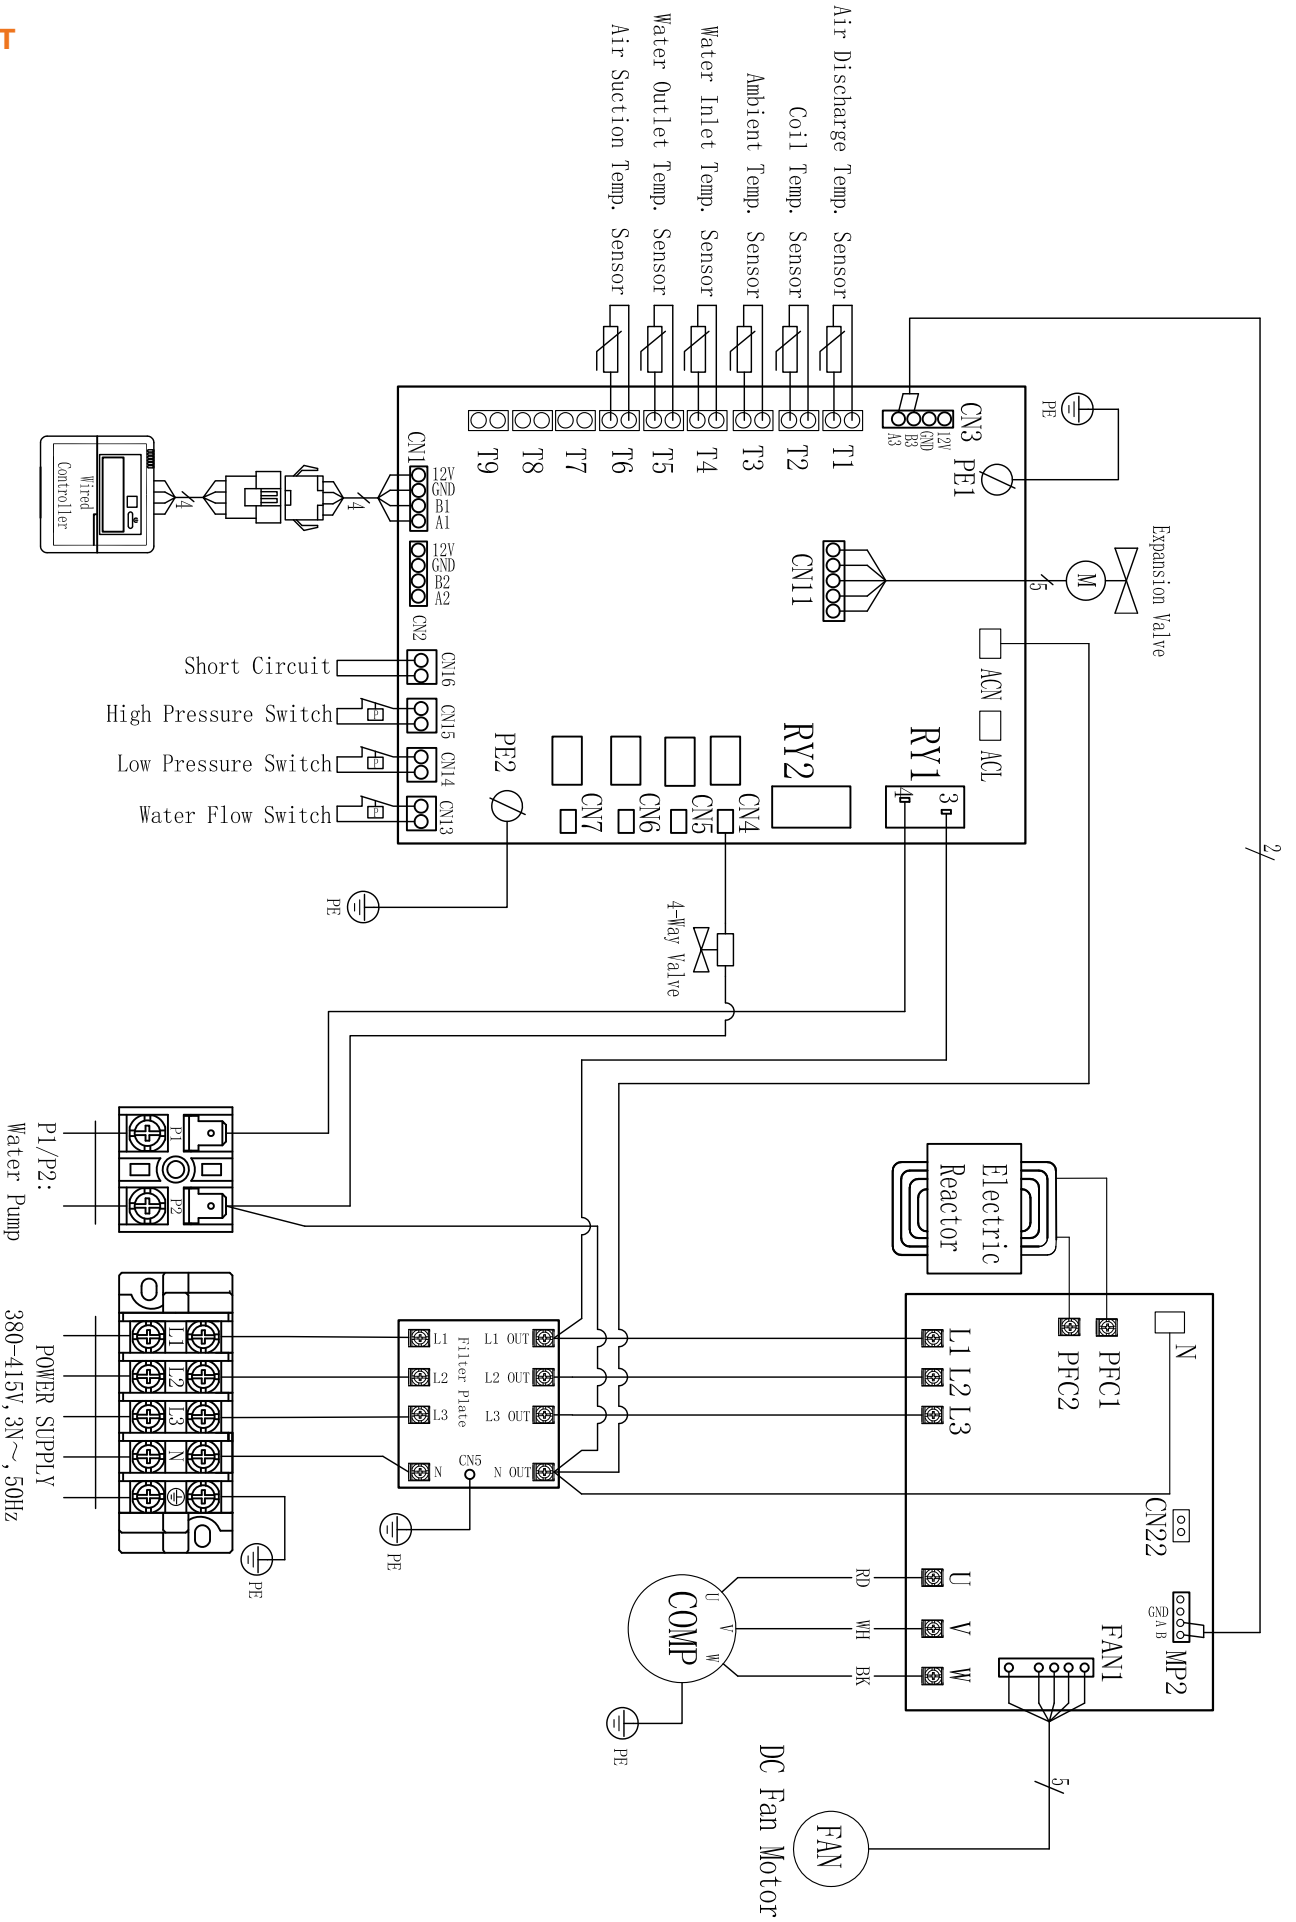 T
Air Discharge Temp. Sensor
Coil Temp. Sensor
Ambient Temp. Sensor
Water Inlet Temp. Sensor
Water Outlet Temp. Sensor
Air Suction Temp. Sensor
CN3
12V
GND
B3
A3
PE
PE1
T1
T2
T3
T4
T5
T6
T7
T8
T9
CN1
12V
GND
B1
A1
12V
GND
B2
A2
CN2
4
4
Wired
Controller
CN11
5
M
Expansion Valve
ACN
ACL
RY1
3
4
RY2
CN4
CN5
CN6
CN7
PE2
PE
CN16
CN15
CN14
CN13
Short Circuit
High Pressure Switch
P
Low Pressure Switch
P
Water Flow Switch
4-Way Valve
2
P1
P2
P1/P2:
Water Pump
L1
L2
L3
N
POWER SUPPLY
380-415V,3N~,50Hz
PE
Filter Plate
L1
L2
L3
N
L1 OUT
L2 OUT
L3 OUT
N OUT
CN5
PE
Electric
Reactor
PFC1
PFC2
N
L1
L2
L3
CN22
U
V
W
GND
A
B
MP2
FAN1
RD
WH
BK
U
V
W
COMP
PE
5
FAN
DC Fan Motor